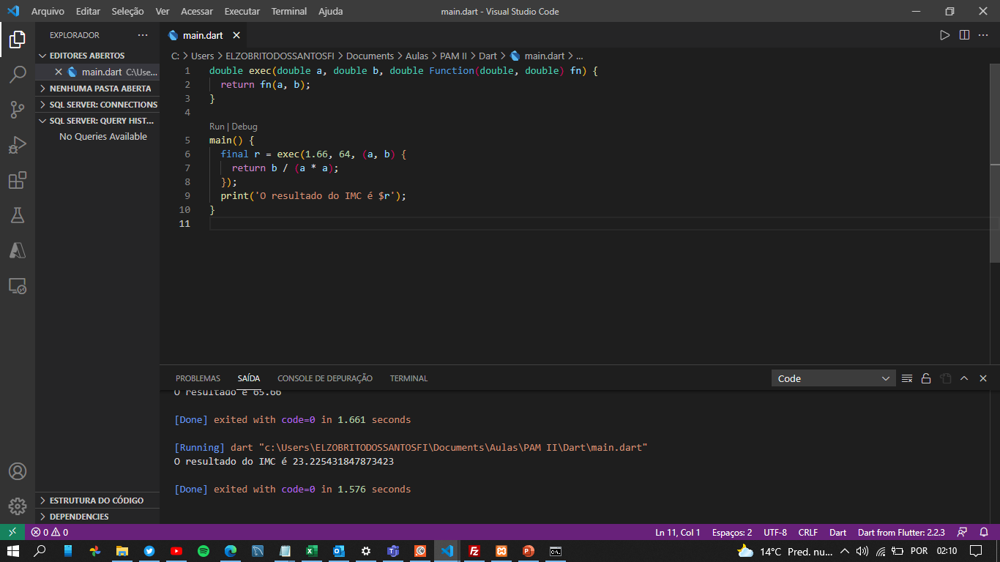 Arquivo Editar Seleção Ver Acessar Executar Terminal Ajuda main.dart - Visual Studio Code
EXPLORADOR ···
main.dart
EDITORES ABERTOS
main.dart C:\Use...
NENHUMA PASTA ABERTA
SQL SERVER: CONNECTIONS
SQL SERVER: QUERY HIST...
No Queries Available
C: > Users > ELZOBRITODOSSANTOSFI > Documents > Aulas > PAM II > Dart > main.dart > ...
1 double exec(double a, double b, double Function(double, double) fn) {
2 return fn(a, b);
3 }
4
Run | Debug
5 main() {
6 final r = exec(1.66, 64, (a, b) {
7 return b / (a * a);
8 });
9 print('O resultado do IMC é $r');
10 }
11
PROBLEMAS SAÍDA CONSOLE DE DEPURAÇÃO TERMINAL Code
O resultado é 65.66
[Done] exited with code=0 in 1.661 seconds
[Running] dart "c:\Users\ELZOBRITODOSSANTOSFI\Documents\Aulas\PAM II\Dart\main.dart"
O resultado do IMC é 23.225431847873423
[Done] exited with code=0 in 1.576 seconds
ESTRUTURA DO CÓDIGO
DEPENDENCIES
0 0 Ln 11, Col 1 Espaços: 2 UTF-8 CRLF Dart Dart from Flutter: 2.2.3
14°C Pred. nu... POR 02:10